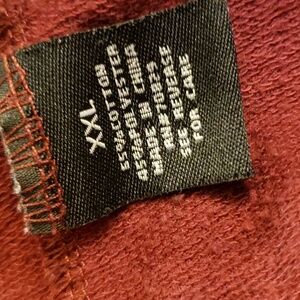 XXL
55%COTTON
45%POLYESTER
MADE IN CHINA
SEE REVERSE
FOR CARE